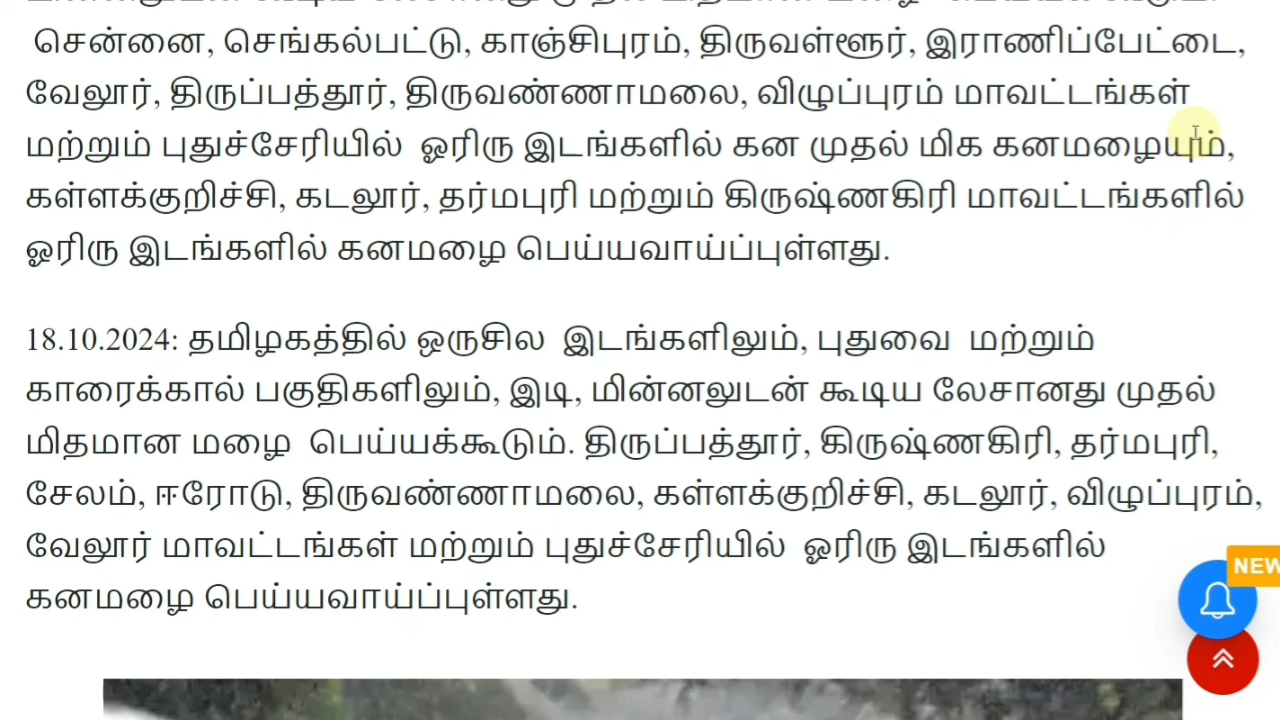 சென்னை, செங்கல்பட்டு, காஞ்சிபுரம், திருவள்ளூர், இராணிப்பேட்டை,
வேலூர், திருப்பத்தூர், திருவண்ணாமலை, விழுப்புரம் மாவட்டங்கள்
மற்றும் புதுச்சேரியில் ஓரிரு இடங்களில் கன முதல் மிக கனமழையும்,
கள்ளக்குறிச்சி, கடலூர், தர்மபுரி மற்றும் கிருஷ்ணகிரி மாவட்டங்களில்
ஓரிரு இடங்களில் கனமழை பெய்யவாய்ப்புள்ளது.
18.10.2024: தமிழகத்தில் ஒருசில இடங்களிலும், புதுவை மற்றும்
காரைக்கால் பகுதிகளிலும், இடி, மின்னலுடன் கூடிய லேசானது முதல்
மிதமான மழை பெய்யக்கூடும். திருப்பத்தூர், கிருஷ்ணகிரி, தர்மபுரி,
சேலம், ஈரோடு, திருவண்ணாமலை, கள்ளக்குறிச்சி, கடலூர், விழுப்புரம்,
வேலூர் மாவட்டங்கள் மற்றும் புதுச்சேரியில் ஓரிரு இடங்களில்
கனமழை பெய்யவாய்ப்புள்ளது.
NEW